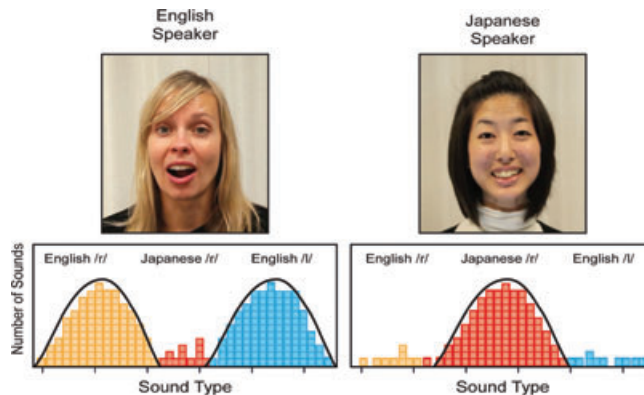 English
Speaker
Japanese
Speaker
Number of Sounds
English /r/ Japanese /r/ English /l/
English /r/ Japanese /r/ English /l/
Sound Type
Sound Type